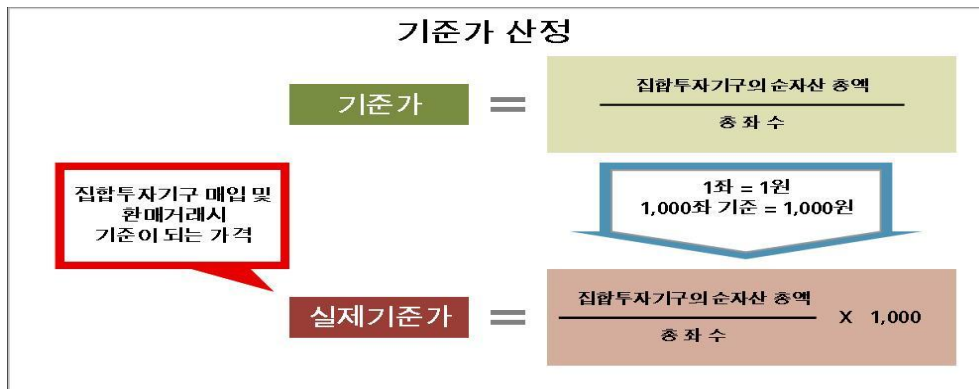 기준가 산정
기준가
=
집합투자기구의 순자산 총액
총 좌 수
집합투자기구 매입 및
환매거래시
기준이 되는 가격
1좌 = 1원
1,000좌 기준 = 1,000원
실제기준가
=
집합투자기구의 순자산 총액
총 좌 수
X 1,000